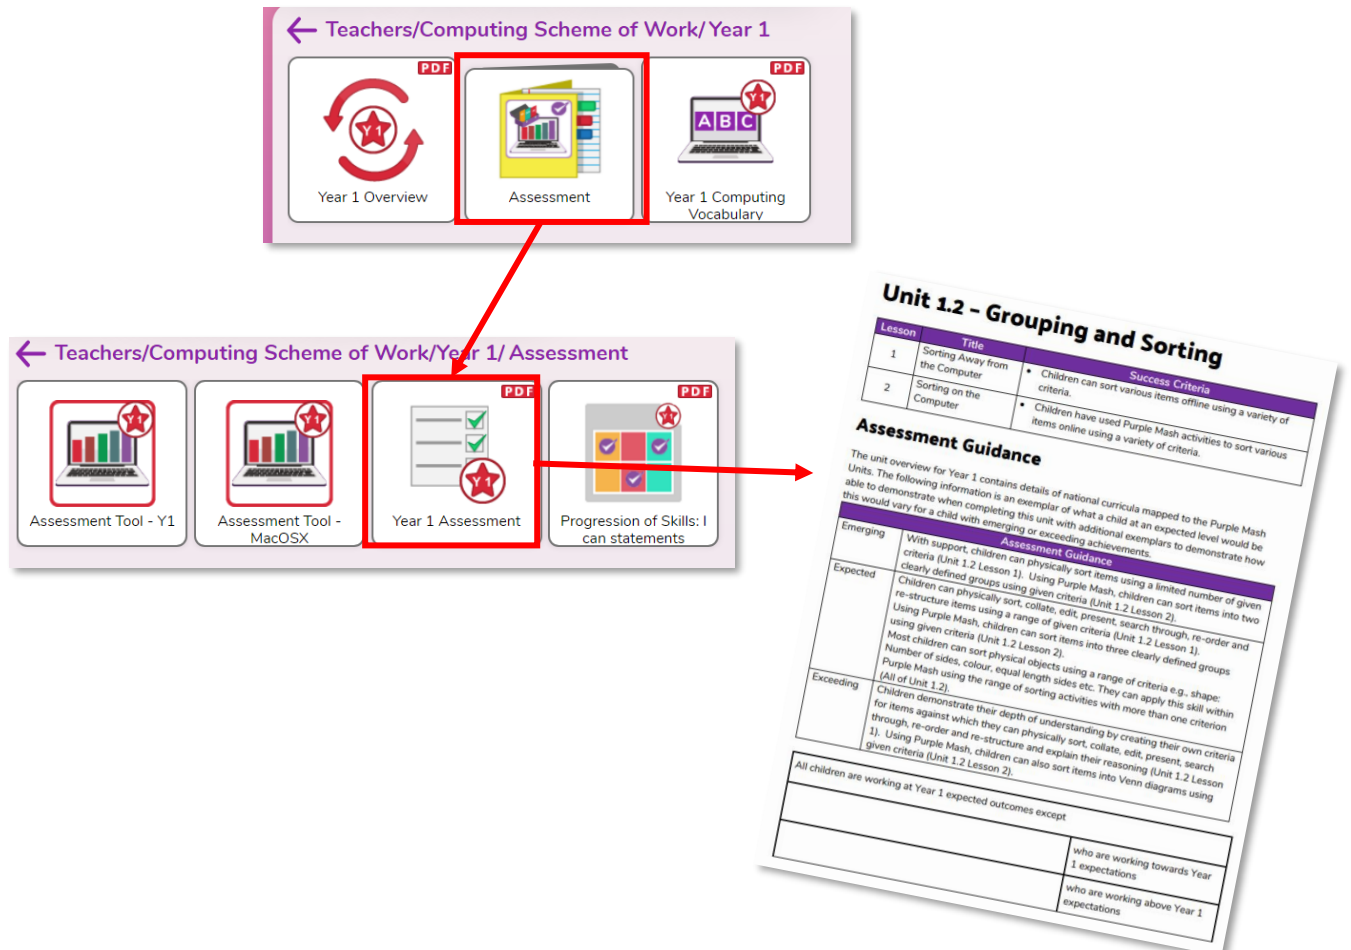 Teachers/Computing Scheme of Work/Year 1
PDF
PDF
Y1
Y1
ABC
Year 1 Overview
Assessment
Year 1 Computing
Vocabulary
Teachers/Computing Scheme of Work/Year 1/Assessment
PDF
PDF
Y1
Y1
Y1
Y1
Assessment Tool - Y1
Assessment Tool -
MacOSX
Year 1 Assessment
Progression of Skills: I
can statements
Unit 1.2 – Grouping and Sorting
Lesson
Title
Success Criteria
1
Sorting Away from
the Computer
• Children can sort various items offline using a variety of
criteria.
2
Sorting on the
Computer
• Children have used Purple Mash activities to sort various
items online using a variety of criteria.
Assessment Guidance
The unit overview for Year 1 contains details of national curricula mapped to the Purple Mash
Units. The following information is an exemplar of what a child at an expected level would be
able to demonstrate when completing this unit with additional exemplars to demonstrate how
this would vary for a child with emerging or exceeding achievements.
Assessment Guidance
Emerging
With support, children can physically sort items using a limited number of given
criteria (Unit 1.2 Lesson 1). Using Purple Mash, children can sort items into two
clearly defined groups using given criteria (Unit 1.2 Lesson 2).
Expected
Children can physically sort, collate, edit, present, search through, re-order and
re-structure items using a range of given criteria (Unit 1.2 Lesson 1).
Using Purple Mash, children can sort items into three clearly defined groups
using given criteria (Unit 1.2 Lesson 2).
Most children can sort physical objects using a range of criteria e.g., shape:
Number of sides, colour, equal length sides etc. They can apply this skill within
Purple Mash using the range of sorting activities with more than one criterion
(All of Unit 1.2).
Exceeding
Children demonstrate their depth of understanding by creating their own criteria
for items against which they can physically sort, collate, edit, present, search
through, re-order and re-structure and explain their reasoning (Unit 1.2 Lesson
1). Using Purple Mash, children can also sort items into Venn diagrams using
given criteria (Unit 1.2 Lesson 2).
All children are working at Year 1 expected outcomes except
who are working towards Year
1 expectations
who are working above Year 1
expectations